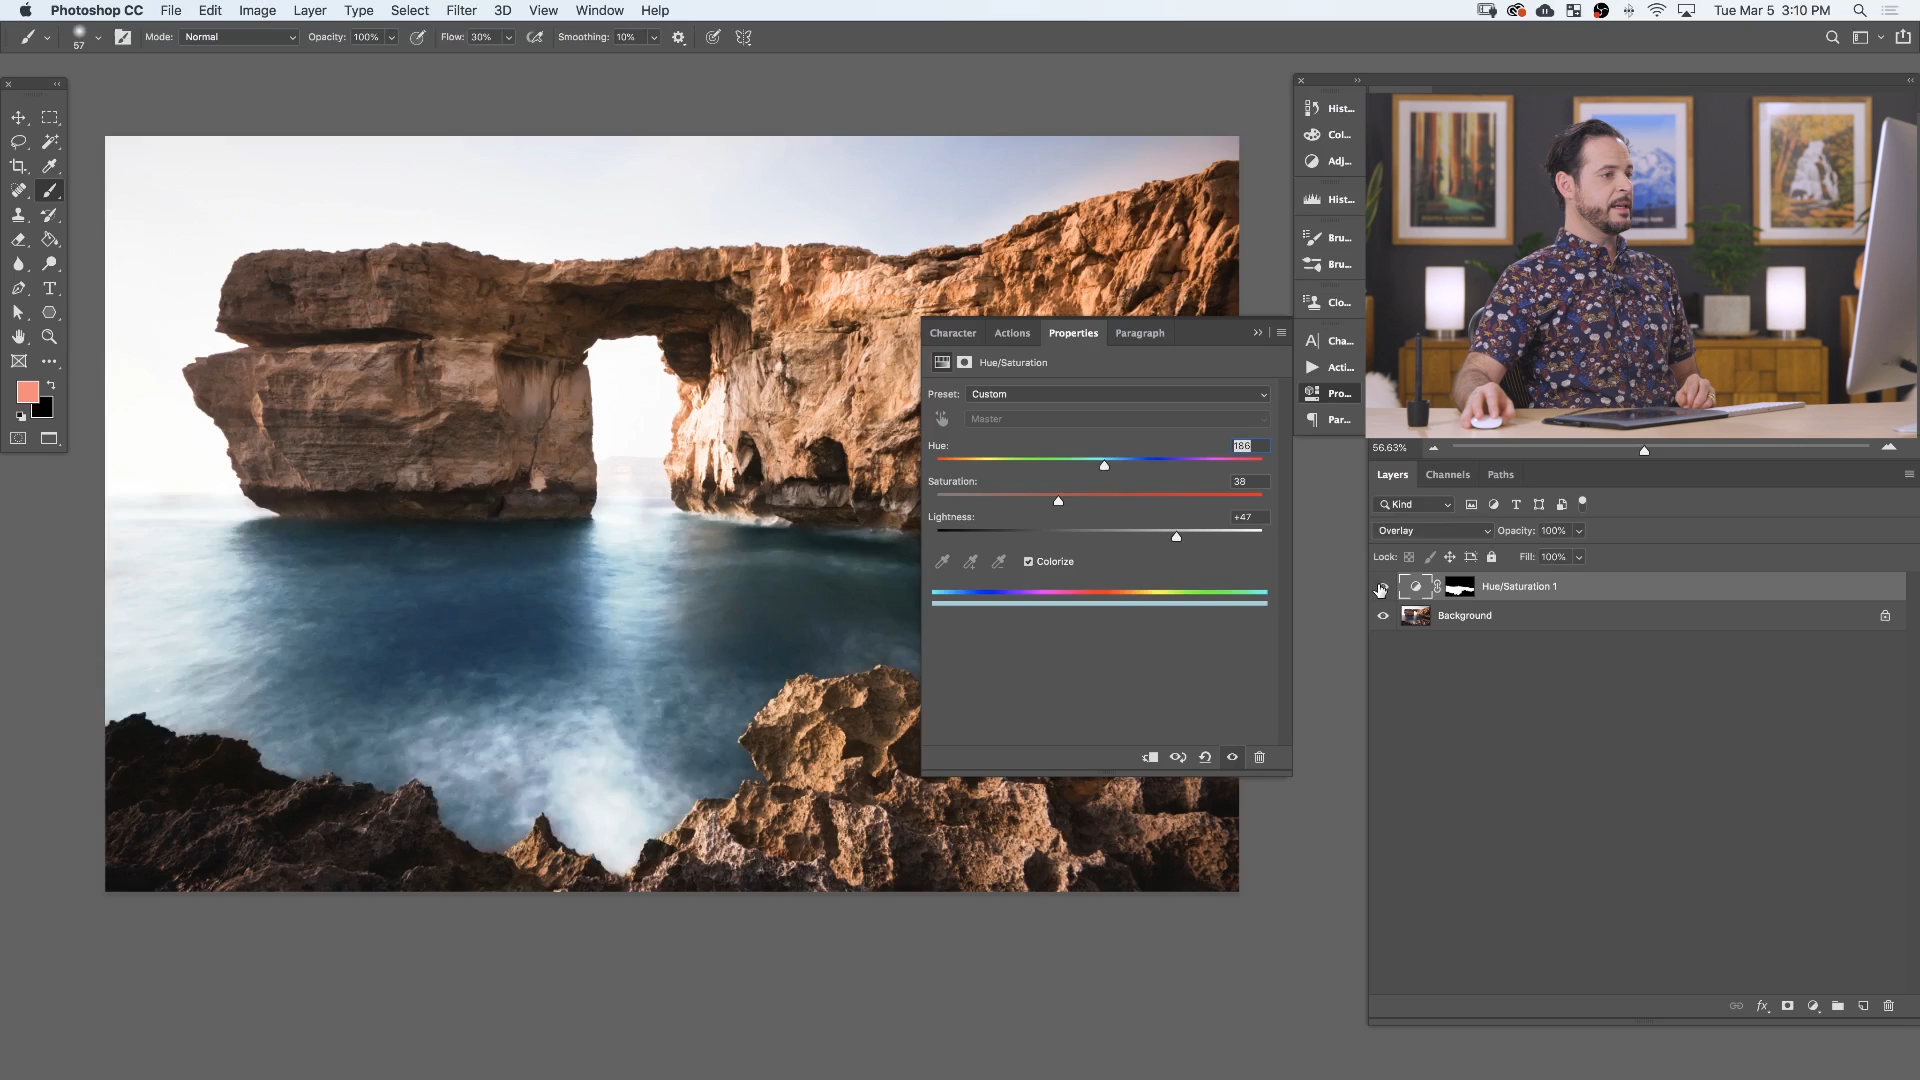 Photoshop CC File Edit Image Layer Type Select Filter 3D View Window Help Tue Mar 5 3:10 PM
57 Mode: Normal Opacity: 100% Flow: 30% Smoothing: 10%
Hist...
Col...
Adj...
Hist...
Bru...
Bru...
Clo...
Cha...
Acti...
Pro...
Par...
Character Actions Properties Paragraph
Hue/Saturation
Preset: Custom
Master
Hue: 186
Saturation: 38
Lightness: +47
Colorize
56.63%
Layers Channels Paths
Kind
Overlay Opacity: 100%
Lock: Fill: 100%
Hue/Saturation 1
Background